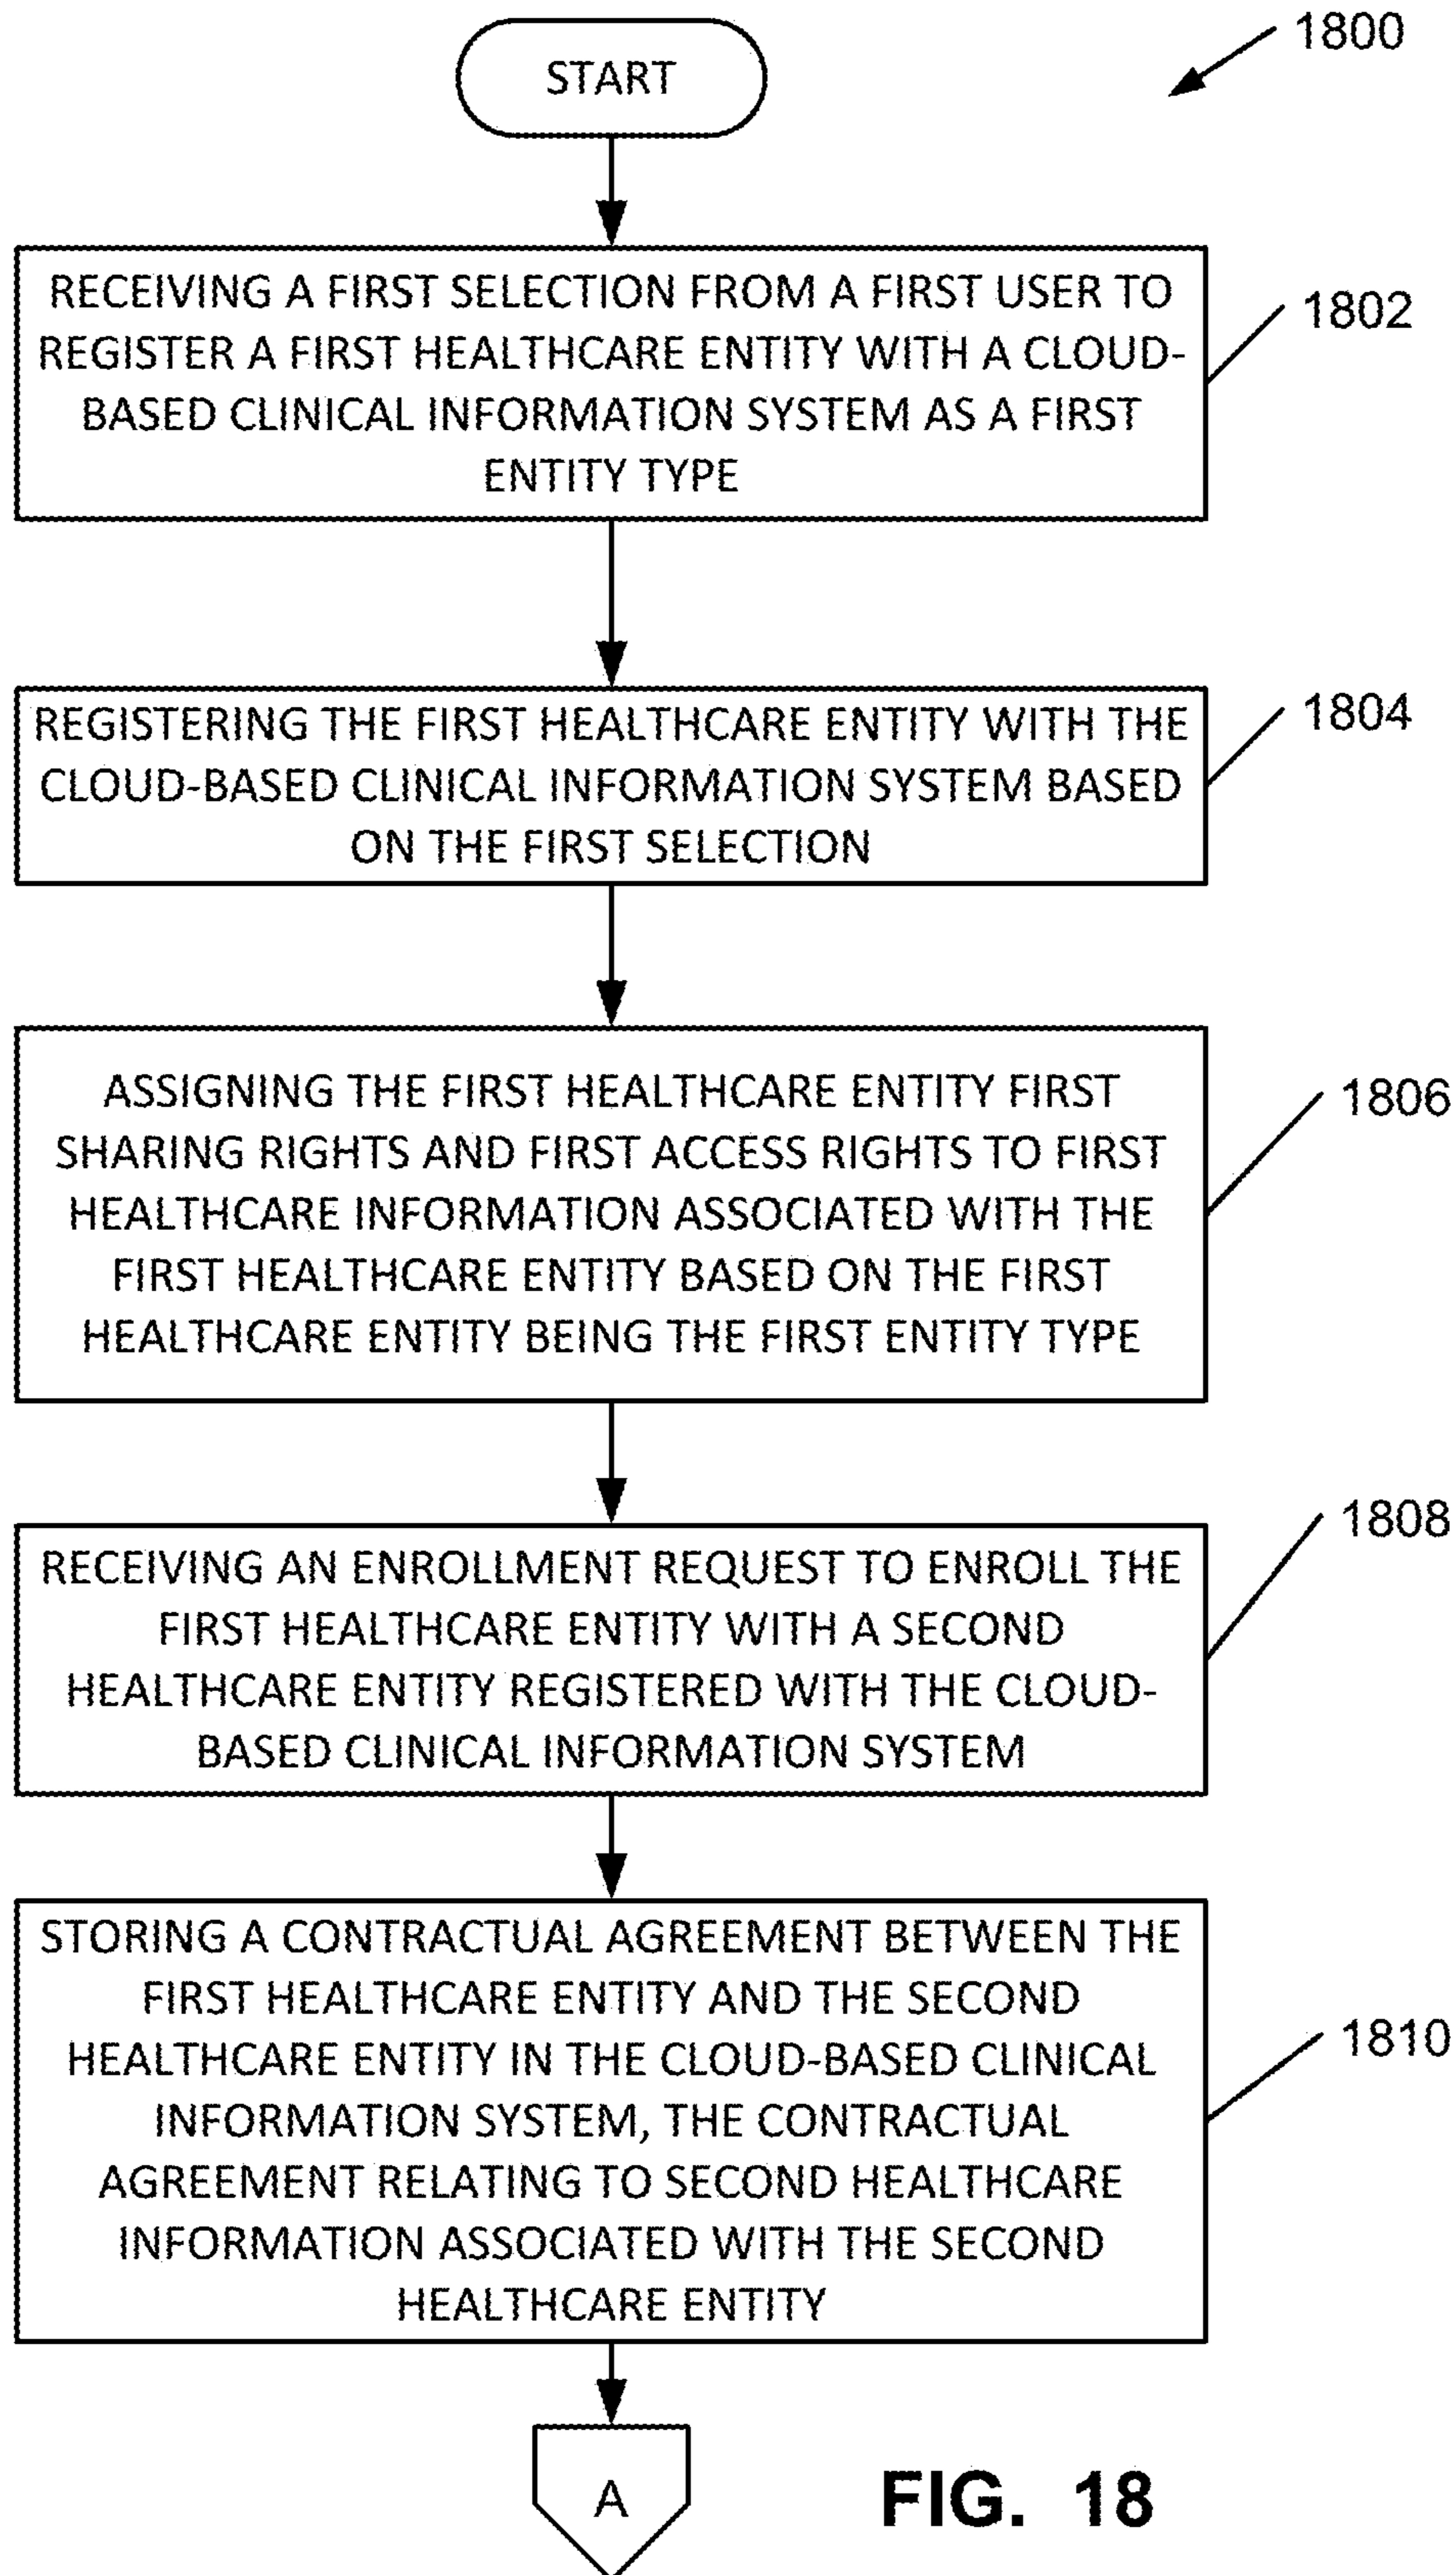 1800
START
RECEIVING A FIRST SELECTION FROM A FIRST USER TO
REGISTER A FIRST HEALTHCARE ENTITY WITH A CLOUD-
BASED CLINICAL INFORMATION SYSTEM AS A FIRST
ENTITY TYPE
1802
REGISTERING THE FIRST HEALTHCARE ENTITY WITH THE
CLOUD-BASED CLINICAL INFORMATION SYSTEM BASED
ON THE FIRST SELECTION
1804
ASSIGNING THE FIRST HEALTHCARE ENTITY FIRST
SHARING RIGHTS AND FIRST ACCESS RIGHTS TO FIRST
HEALTHCARE INFORMATION ASSOCIATED WITH THE
FIRST HEALTHCARE ENTITY BASED ON THE FIRST
HEALTHCARE ENTITY BEING THE FIRST ENTITY TYPE
1806
RECEIVING AN ENROLLMENT REQUEST TO ENROLL THE
FIRST HEALTHCARE ENTITY WITH A SECOND
HEALTHCARE ENTITY REGISTERED WITH THE CLOUD-
BASED CLINICAL INFORMATION SYSTEM
1808
STORING A CONTRACTUAL AGREEMENT BETWEEN THE
FIRST HEALTHCARE ENTITY AND THE SECOND
HEALTHCARE ENTITY IN THE CLOUD-BASED CLINICAL
INFORMATION SYSTEM, THE CONTRACTUAL
AGREEMENT RELATING TO SECOND HEALTHCARE
INFORMATION ASSOCIATED WITH THE SECOND
HEALTHCARE ENTITY
1810
A
FIG. 18